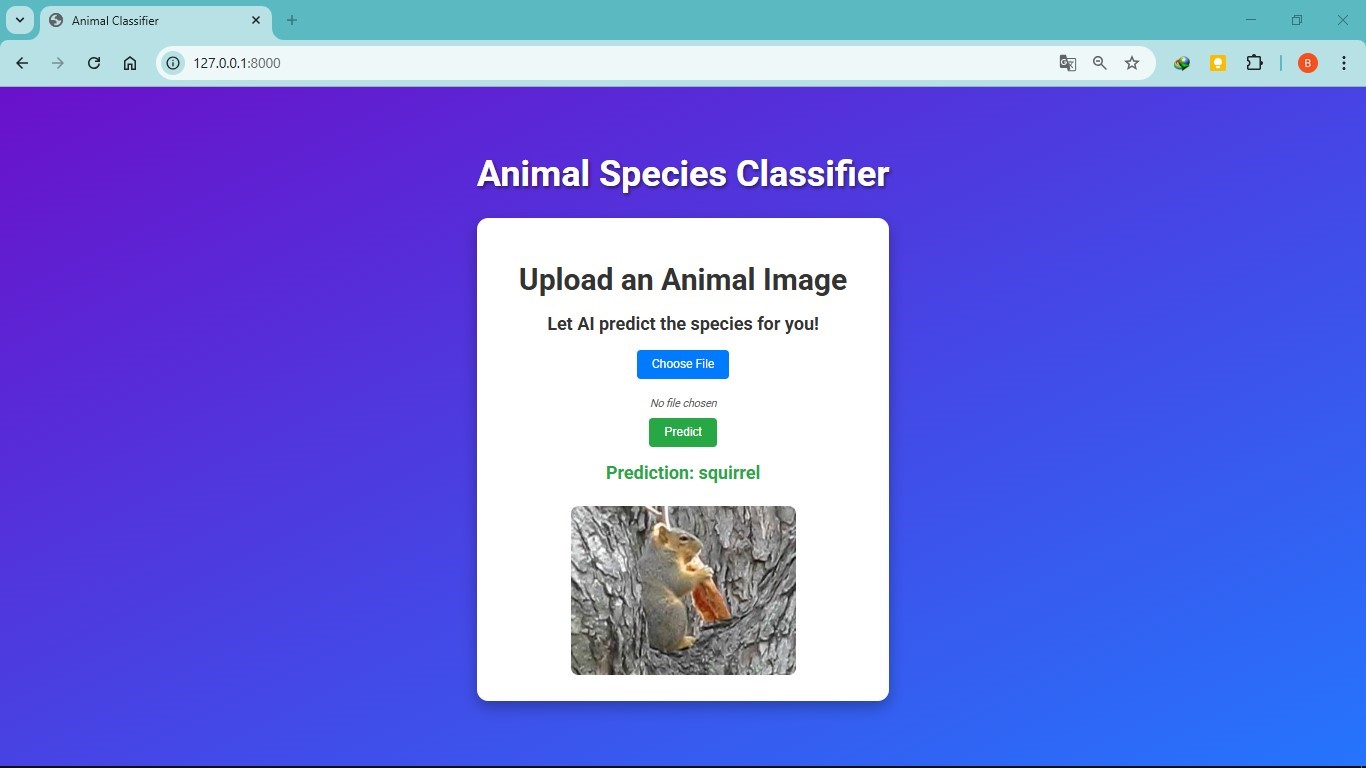 Animal Classifier
127.0.0.1:8000
B
Animal Species Classifier
Upload an Animal Image
Let AI predict the species for you!
Choose File
No file chosen
Predict
Prediction: squirrel